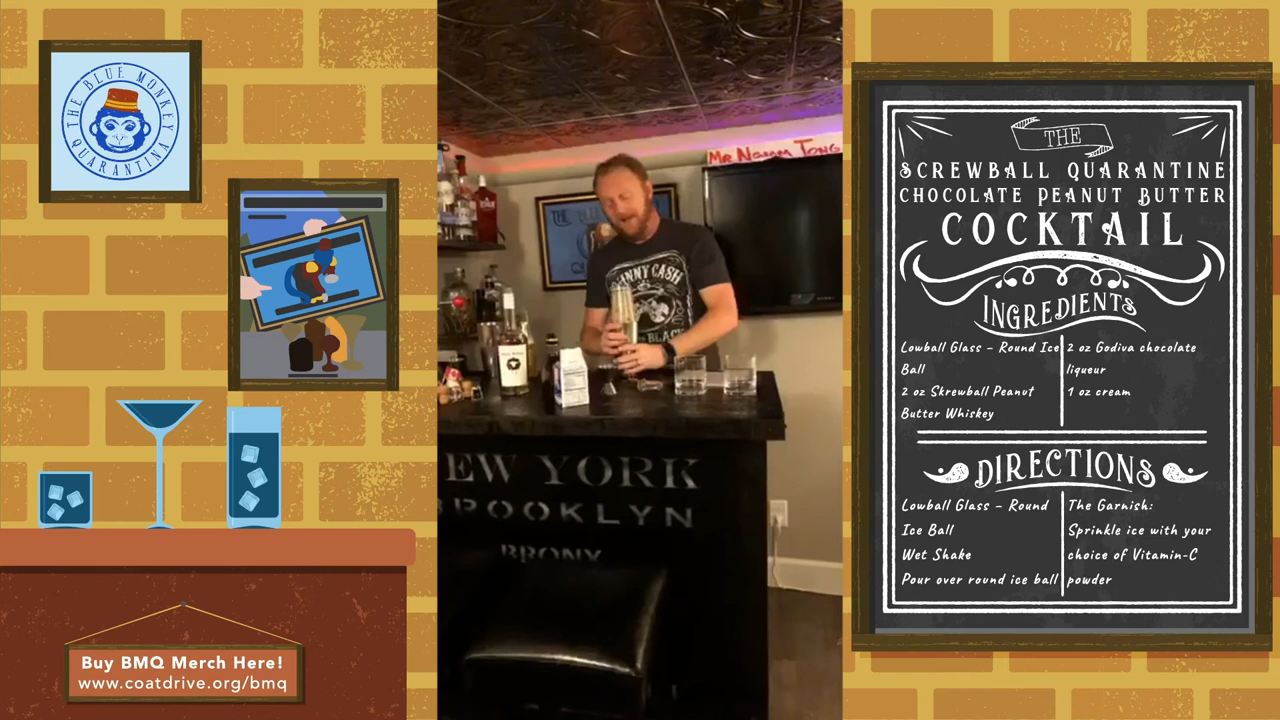 THE BLUE MONKEY
QUARANTINA
Buy BMQ Merch Here!
www.coatdrive.org/bmq
Mr Nguam Tong
THE BLUE
JOHNNY CASH
BLACK
NEW YORK
BROOKLYN
BRONX
THE
SCREWBALL QUARANTINE
CHOCOLATE PEANUT BUTTER
COCKTAIL
INGREDIENTS
Lowball Glass – Round Ice
Ball
2 oz Skrewball Peanut
Butter Whiskey
2 oz Godiva chocolate
liqueur
1 oz cream
DIRECTIONS
Lowball Glass – Round
Ice Ball
Wet Shake
Pour over round ice ball
The Garnish:
Sprinkle ice with your
choice of Vitamin-C
powder